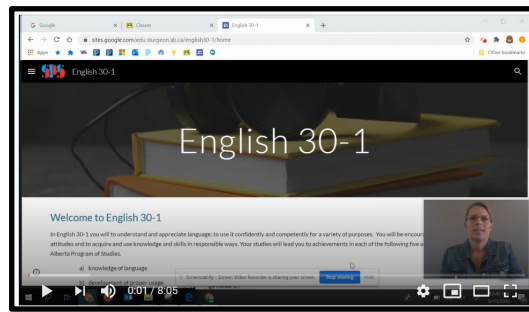 Google
Classes
English 30-1
sites.google.com/edu.sturgeon.ab.ca/english30-1/home
Apps
Other bookmarks
SPS English 30-1
English 30-1
Welcome to English 30-1
In English 30-1 you will to understand and appreciate language; to use it confidently and competently for a variety of purposes. You will be encour
attitudes and to acquire and use knowledge and skills in responsible ways. Your studies will lead you to achievements in each of the following five a
Alberta Program of Studies.
a) knowledge of language
Screencastify - Screen Video Recorder is sharing your screen. Stop sharing Hide
b) development of proper usage
0:01 / 8:05